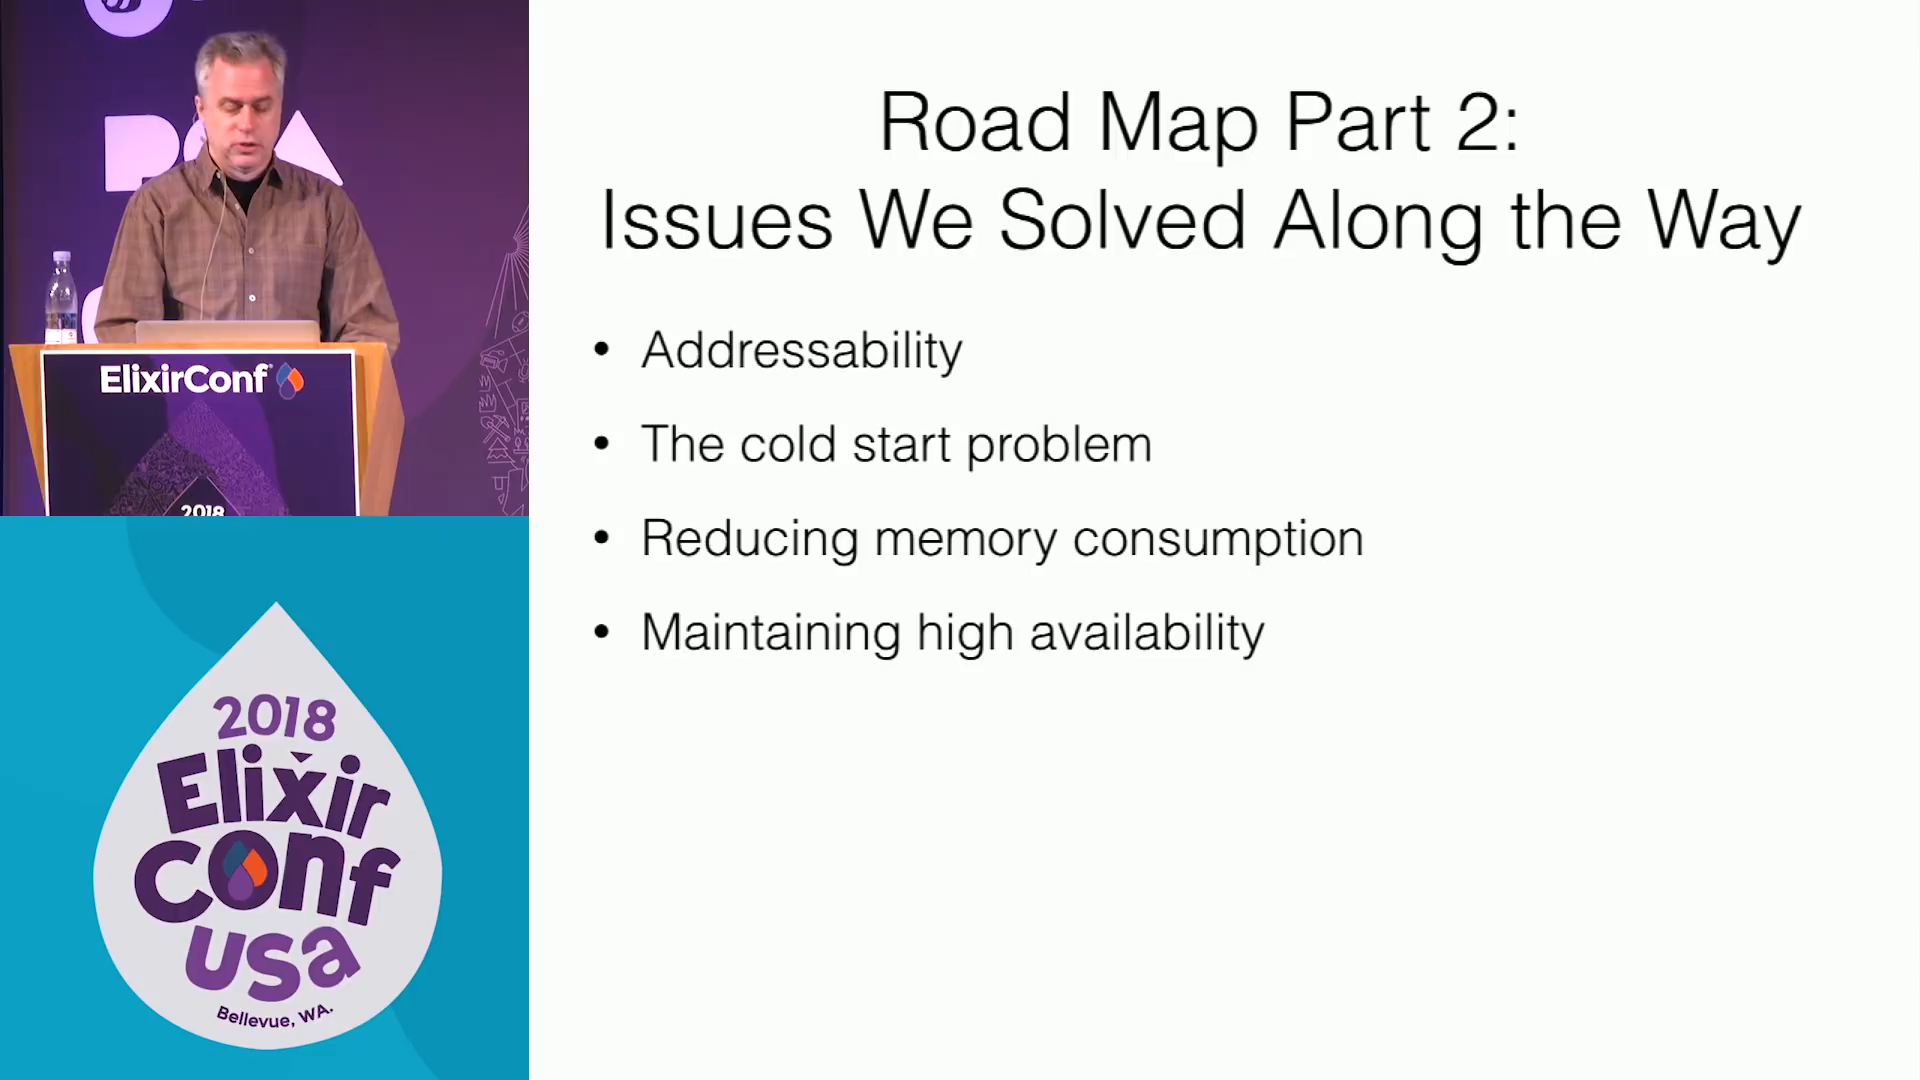 Road Map Part 2:
Issues We Solved Along the Way
• Addressability
• The cold start problem
• Reducing memory consumption
• Maintaining high availability
ElixirConf
2018
2018
Elixir
Conf
USA
Bellevue, WA.